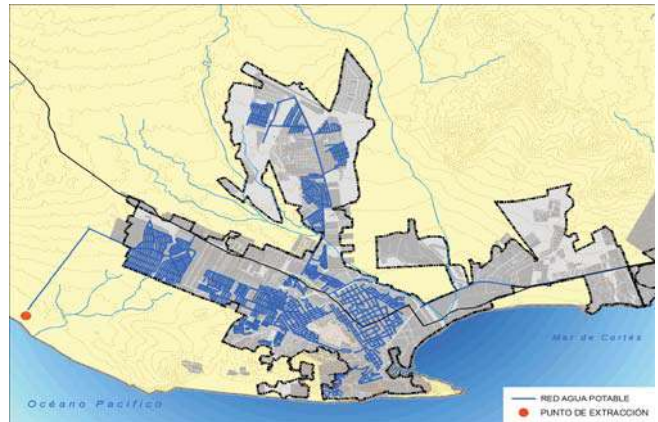 Mar de Cortés
Océano Pacífico
RED AGUA POTABLE
PUNTO DE EXTRACCIÓN